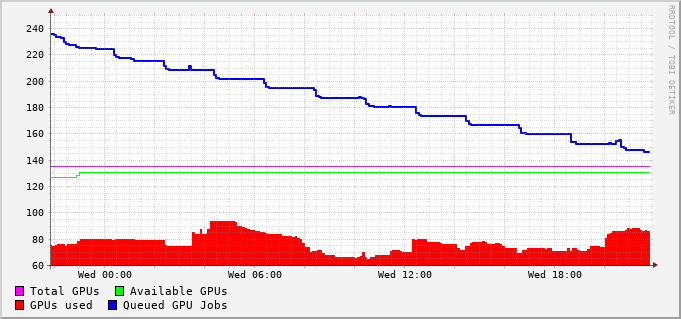 240
220
200
180
160
140
120
100
80
60
Wed 00:00 Wed 06:00 Wed 12:00 Wed 18:00
Total GPUs Available GPUs
GPUs used Queued GPU Jobs
RRDTOOL / TOBI OETIKER